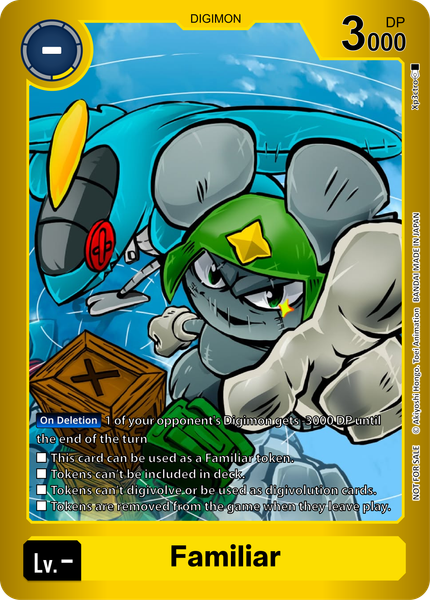 DIGIMON
–
3000
DP
On Deletion 1 of your opponent's Digimon gets -3000 DP until
the end of the turn
■ This card can be used as a Familiar token.
■ Tokens can't be included in deck.
■ Tokens can't digivolve or be used as digivolution cards.
■ Tokens are removed from the game when they leave play.
Lv.–
Familiar
NOT FOR SALE © Akiyoshi Hongo, Toei Animation BANDAI MADE IN JAPAN